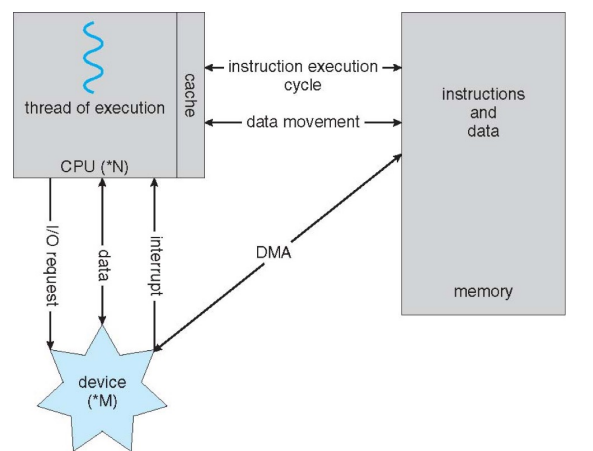 thread of execution
cache
CPU (*N)
instruction execution
cycle
data movement
instructions
and
data
memory
I/O request
data
interrupt
DMA
device
(*M)